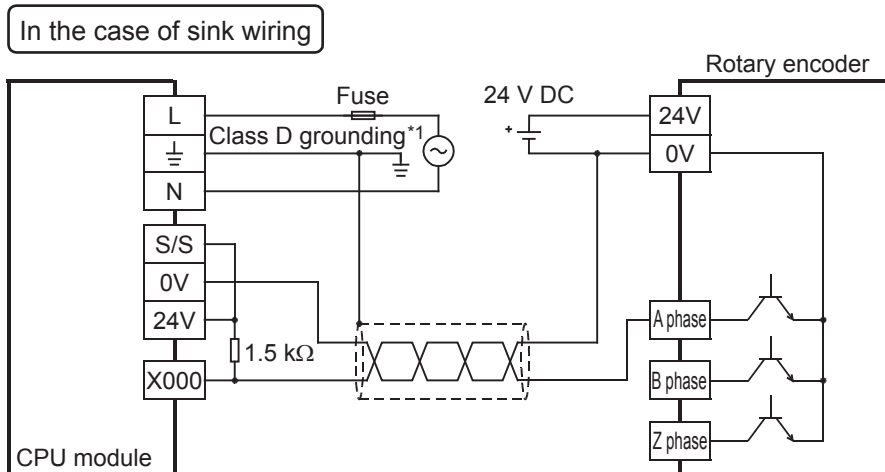 In the case of sink wiring
Rotary encoder
Fuse
24 V DC
L
Class D grounding*1
N
+
24V
0V
S/S
0V
24V
1.5 kΩ
X000
A phase
B phase
Z phase
CPU module